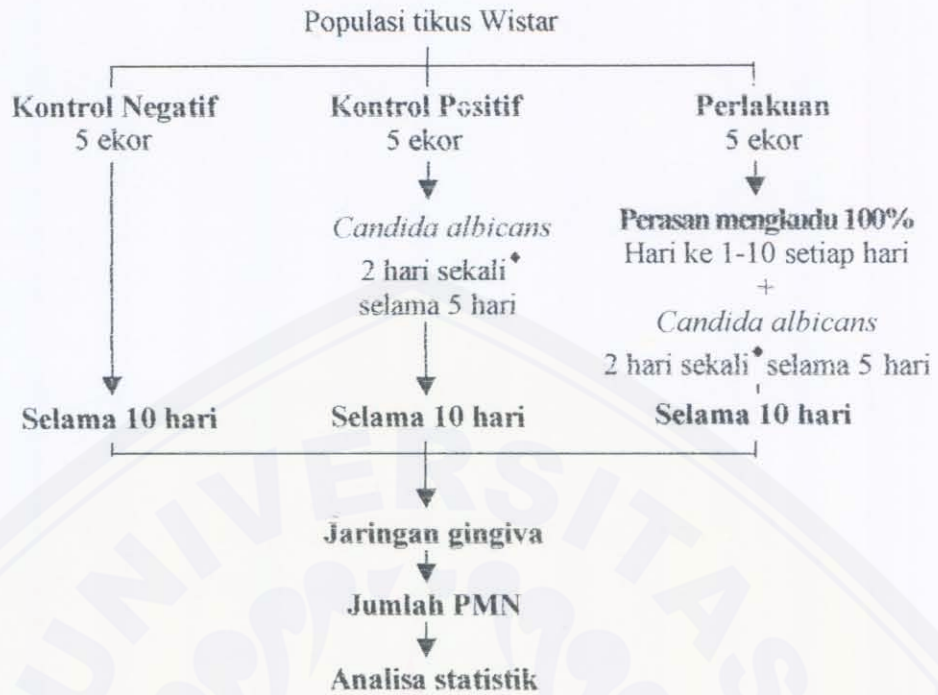 Populasi tikus Wistar
Kontrol Negatif
5 ekor
Kontrol Positif
5 ekor
Perlakuan
5 ekor
Candida albicans
2 hari sekali♦
selama 5 hari
Perasan mengkudu 100%
Hari ke 1-10 setiap hari
+
Candida albicans
2 hari sekali♦ selama 5 hari
Selama 10 hari
Selama 10 hari
Selama 10 hari
Jaringan gingiva
Jumlah PMN
Analisa statistik
UNIVERSITAS